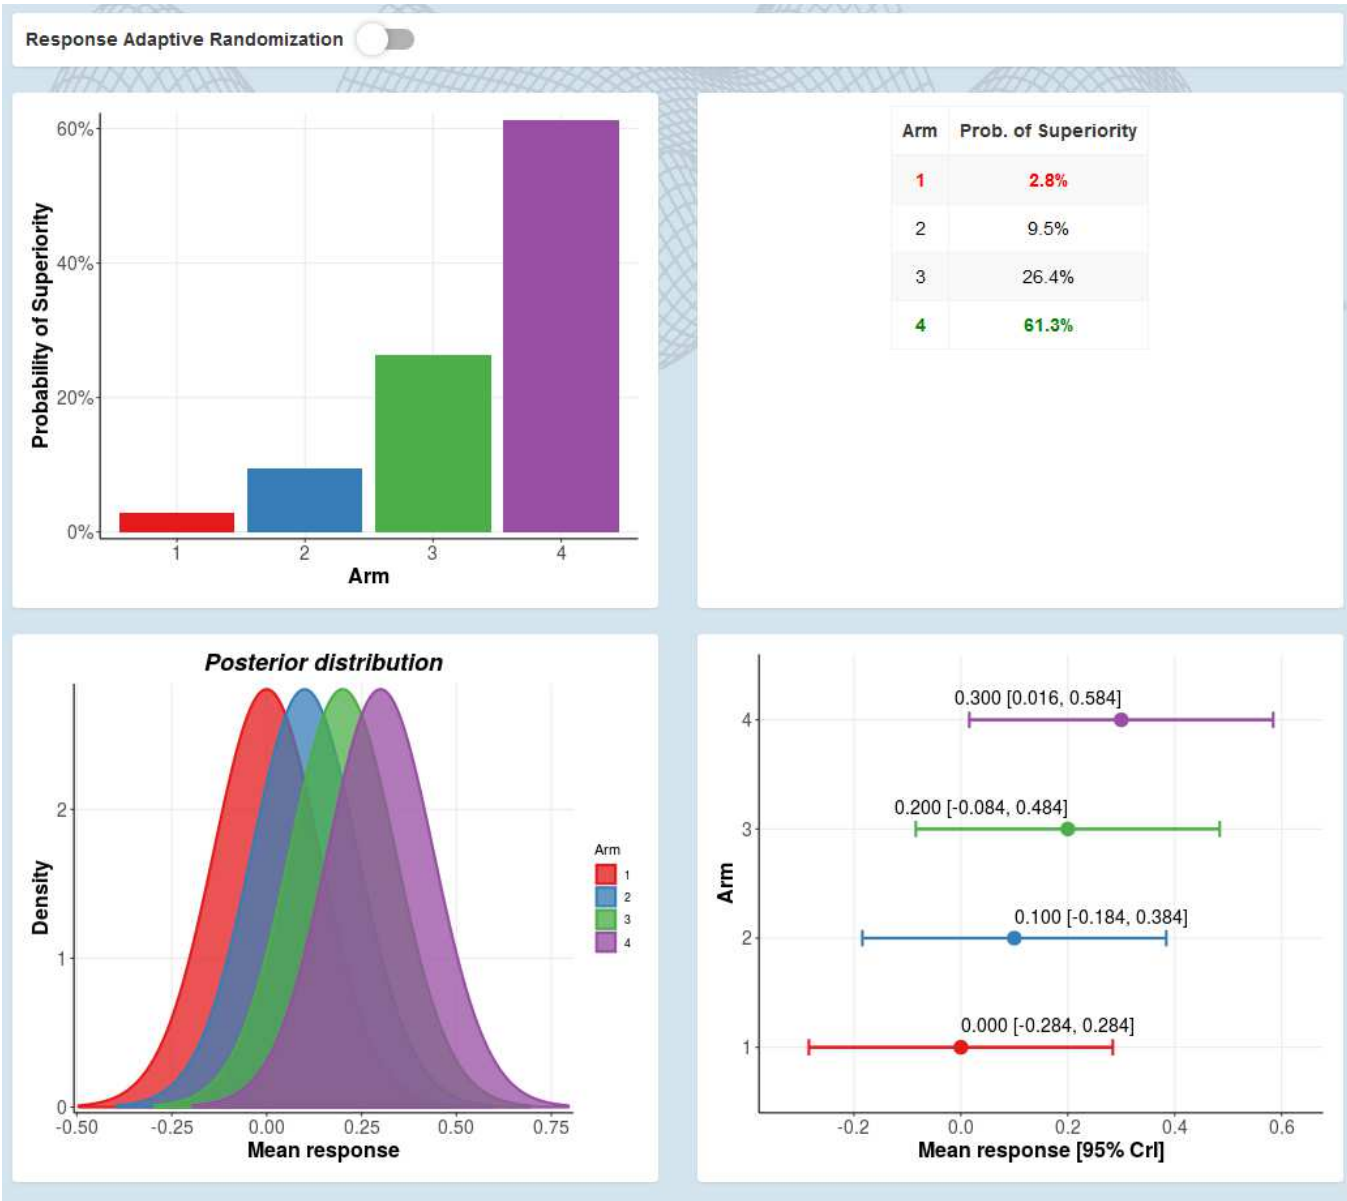 Response Adaptive Randomization
60%
40%
20%
0%
Probability of Superiority
1 2 3 4
Arm
Arm Prob. of Superiority
1 2.8%
2 9.5%
3 26.4%
4 61.3%
Posterior distribution
2
1
0
Density
-0.50 -0.25 0.00 0.25 0.50 0.75
Mean response
Arm
1
2
3
4
Arm
4
3
2
1
0.300 [0.016, 0.584]
0.200 [-0.084, 0.484]
0.100 [-0.184, 0.384]
0.000 [-0.284, 0.284]
-0.2 0.0 0.2 0.4 0.6
Mean response [95% CrI]